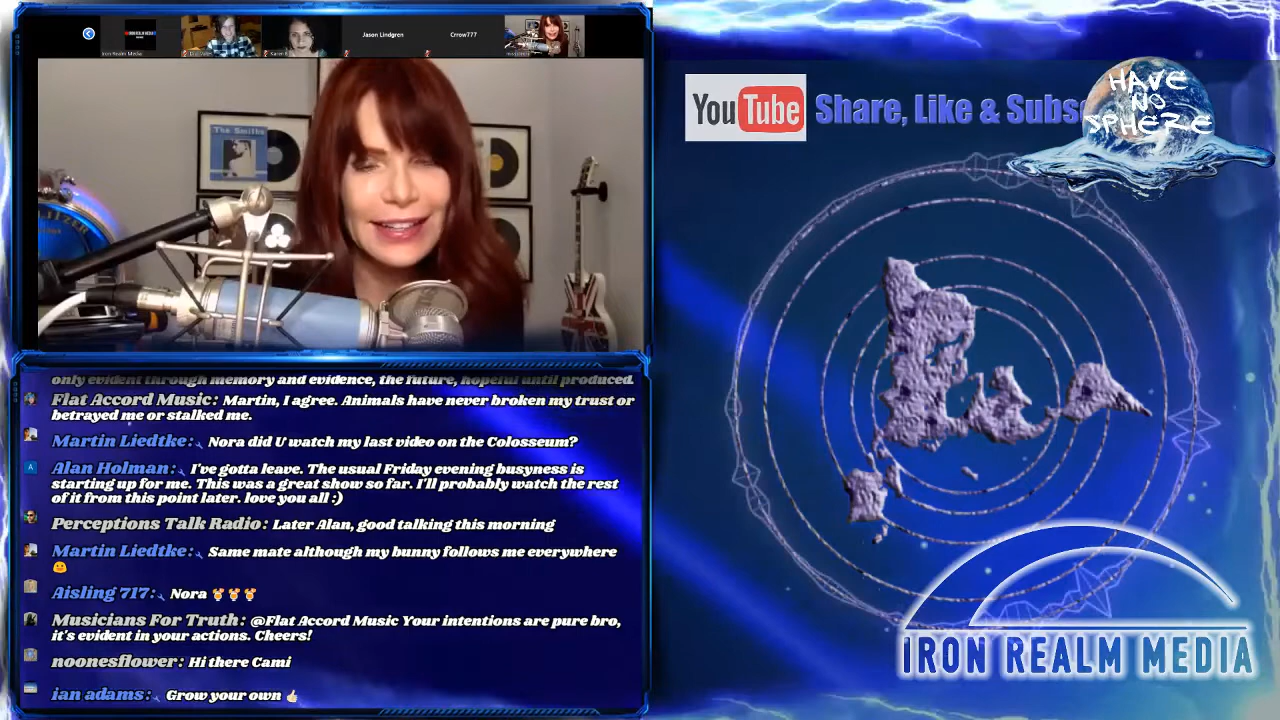 Iron Realm Media
Jason Lindgren
Crrow777
The Smiths
only evident through memory and evidence, the future, hopeful until produced.
Flat Accord Music: Martin, I agree. Animals have never broken my trust or
betrayed me or stalked me.
Martin Liedtke: Nora did U watch my last video on the Colosseum?
Alan Holman: I've gotta leave. The usual Friday evening busyness is
starting up for me. This was a great show so far. I'll probably watch the rest
of it from this point later. love you all :)
Perceptions Talk Radio: Later Alan, good talking this morning
Martin Liedtke: Same mate although my bunny follows me everywhere
🙂
Aisling 717: Nora
Musicians For Truth: @Flat Accord Music Your intentions are pure bro,
it's evident in your actions. Cheers!
noonesflower: Hi there Cami
ian adams: Grow your own 👍🏻
YouTube Share, Like & Subs
HAVE
NO
SPHERE
IRON REALM MEDIA